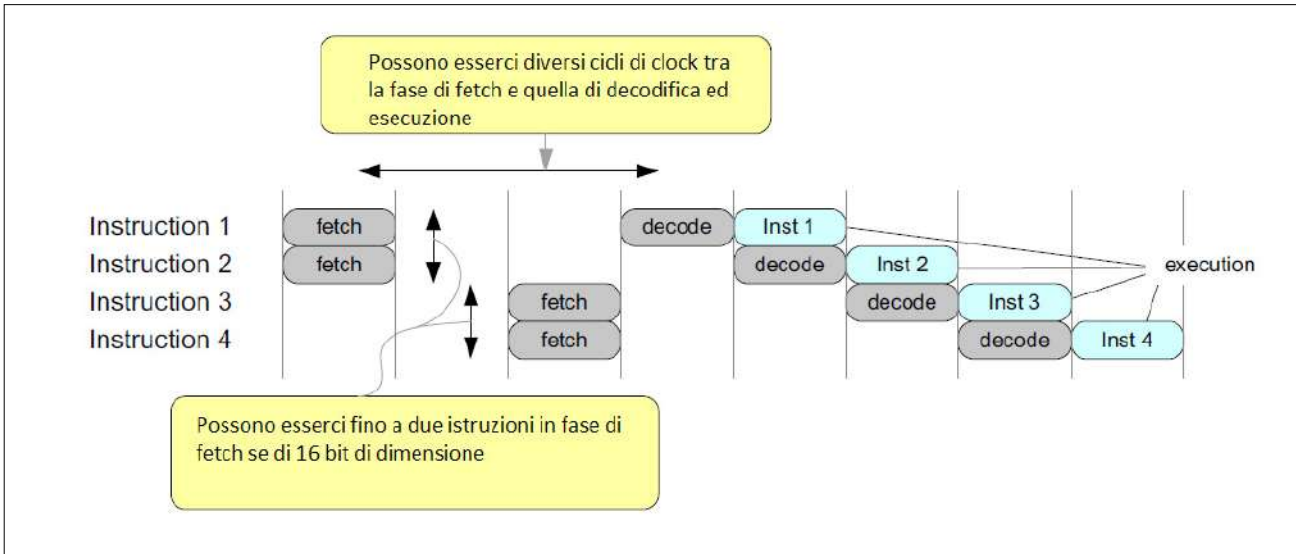 Possono esserci diversi cicli di clock tra
la fase di fetch e quella di decodifica ed
esecuzione
Instruction 1 fetch decode Inst 1
Instruction 2 fetch decode Inst 2 execution
Instruction 3 fetch decode Inst 3
Instruction 4 fetch decode Inst 4
Possono esserci fino a due istruzioni in fase di
fetch se di 16 bit di dimensione